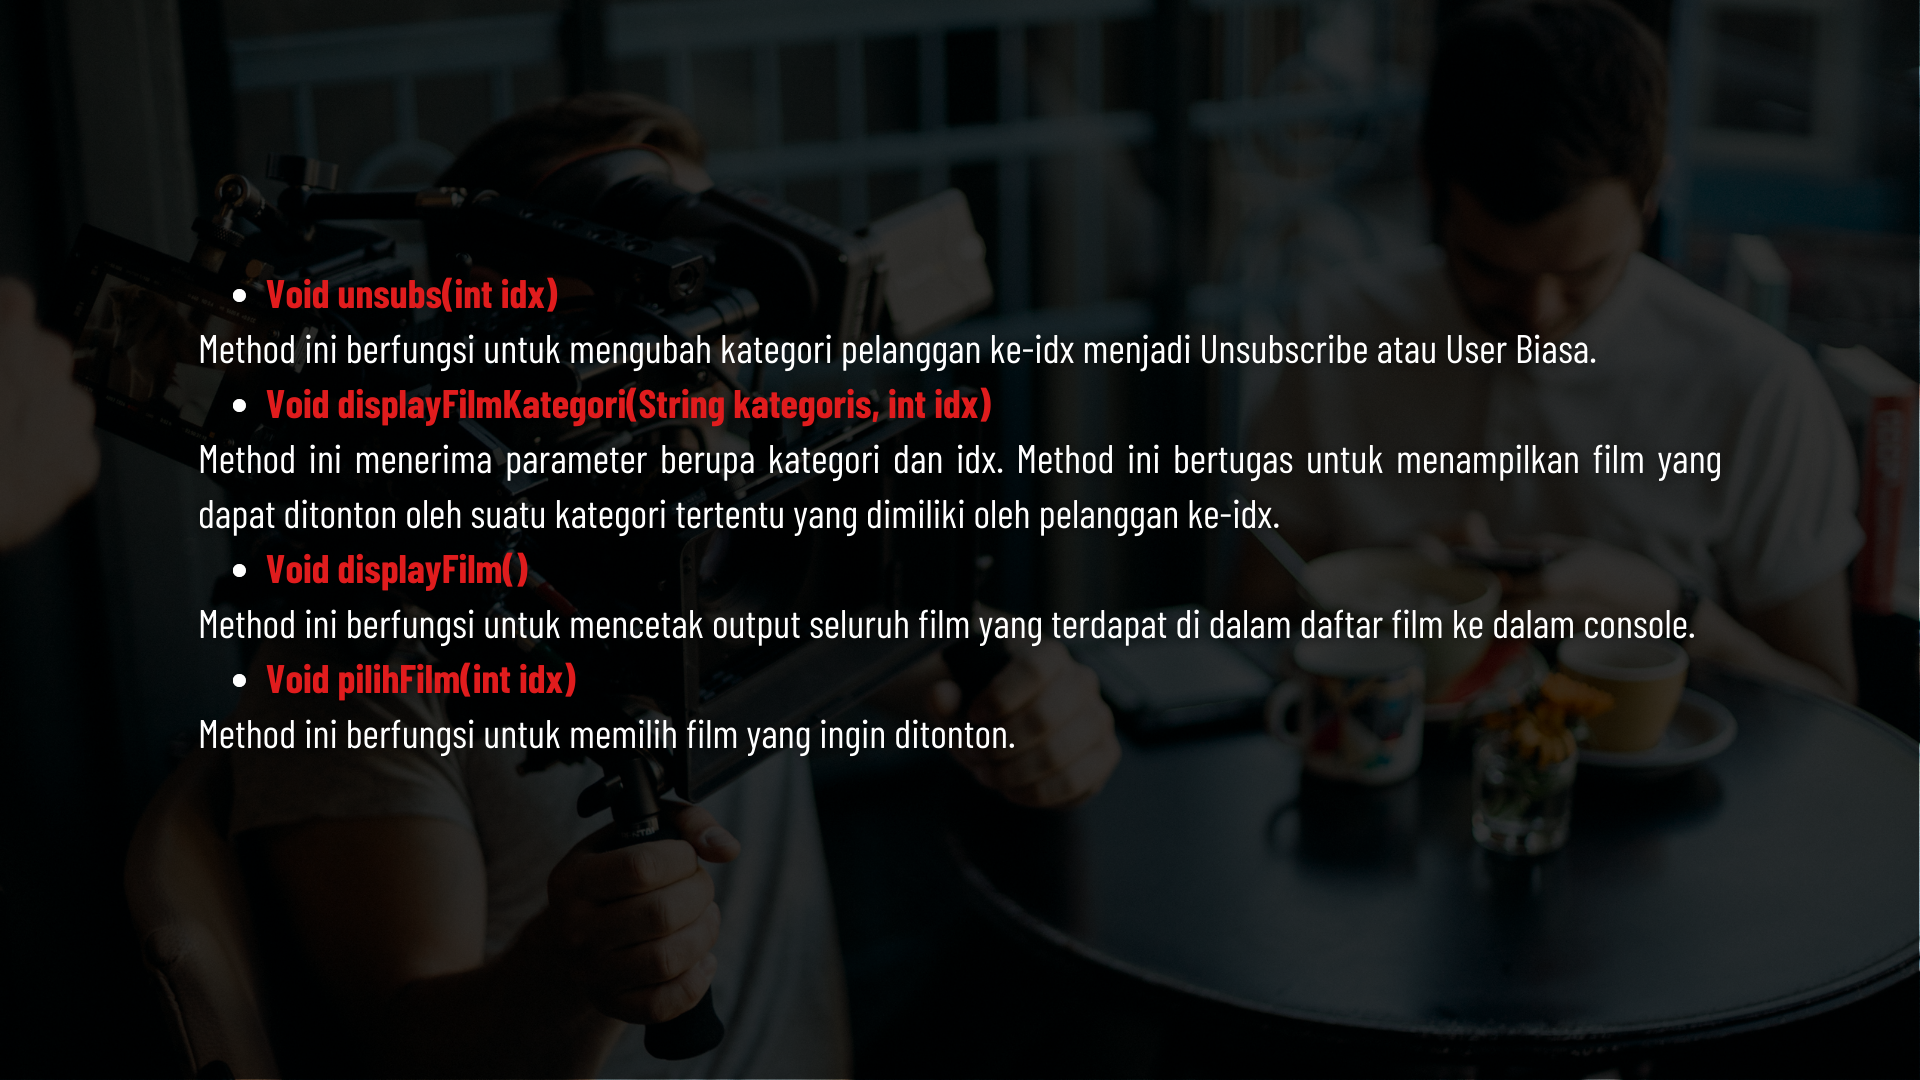 • Void unsubs(int idx)
Method ini berfungsi untuk mengubah kategori pelanggan ke-idx menjadi Unsubscribe atau User Biasa.
• Void displayFilmKategori(String kategoris, int idx)
Method ini menerima parameter berupa kategori dan idx. Method ini bertugas untuk menampilkan film yang
dapat ditonton oleh suatu kategori tertentu yang dimiliki oleh pelanggan ke-idx.
• Void displayFilm()
Method ini berfungsi untuk mencetak output seluruh film yang terdapat di dalam daftar film ke dalam console.
• Void pilihFilm(int idx)
Method ini berfungsi untuk memilih film yang ingin ditonton.